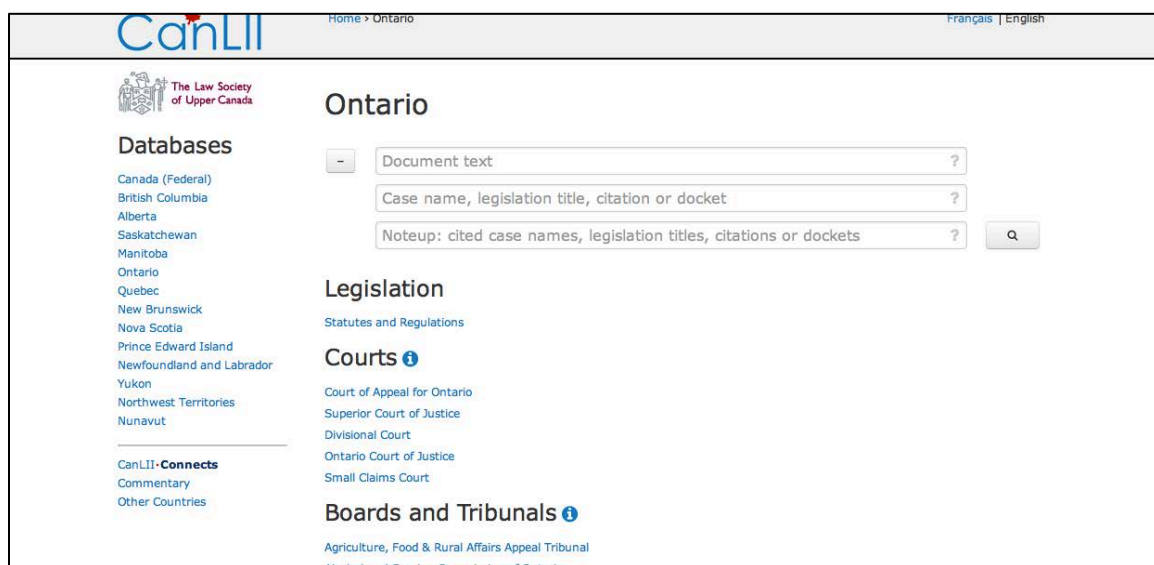 CanLII
Home › Ontario
Français | English
The Law Society
of Upper Canada
Databases
Canada (Federal)
British Columbia
Alberta
Saskatchewan
Manitoba
Ontario
Quebec
New Brunswick
Nova Scotia
Prince Edward Island
Newfoundland and Labrador
Yukon
Northwest Territories
Nunavut
CanLII·Connects
Commentary
Other Countries
Ontario
-
Document text ?
Case name, legislation title, citation or docket ?
Noteup: cited case names, legislation titles, citations or dockets ?
Legislation
Statutes and Regulations
Courts i
Court of Appeal for Ontario
Superior Court of Justice
Divisional Court
Ontario Court of Justice
Small Claims Court
Boards and Tribunals i
Agriculture, Food & Rural Affairs Appeal Tribunal